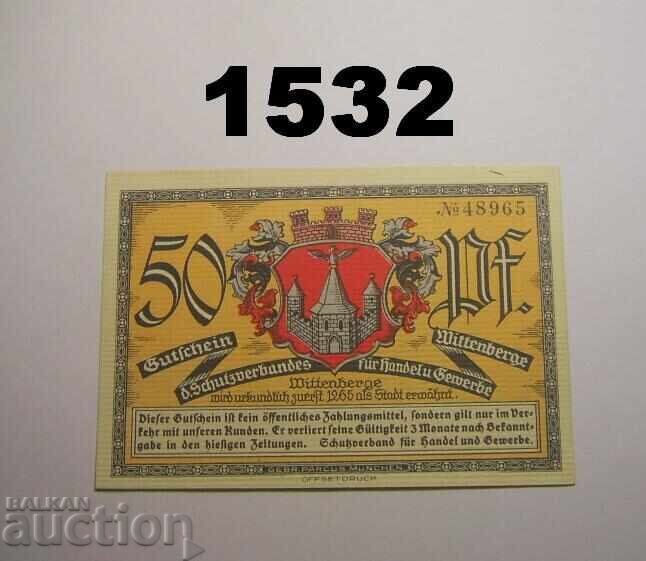 1532
№ 48965
50 Pf.
Gutschein
d. Schutzverbandes für Handel u Gewerbe
Wittenberge
Wittenberge
wird urkundlich zuerst 1265 als Stadt erwähnt.
Dieser Gutschein ist kein öffentliches Zahlungsmittel, sondern gilt nur im Ver-
kehr mit unseren Kunden. Er verliert seine Gültigkeit 3 Monate nach Bekannt-
gabe in den hiesigen Zeitungen. Schutzverband für Handel und Gewerbe.
GEBR. PARCUS MÜNCHEN
OFFSETDRUCK
BALKAN
auction